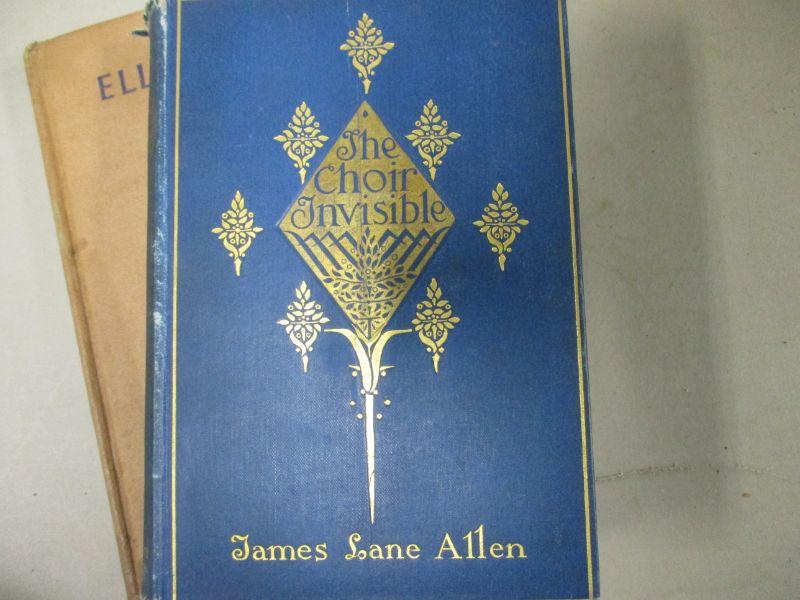 ELL
The
Choir
Invisible
James Lane Allen